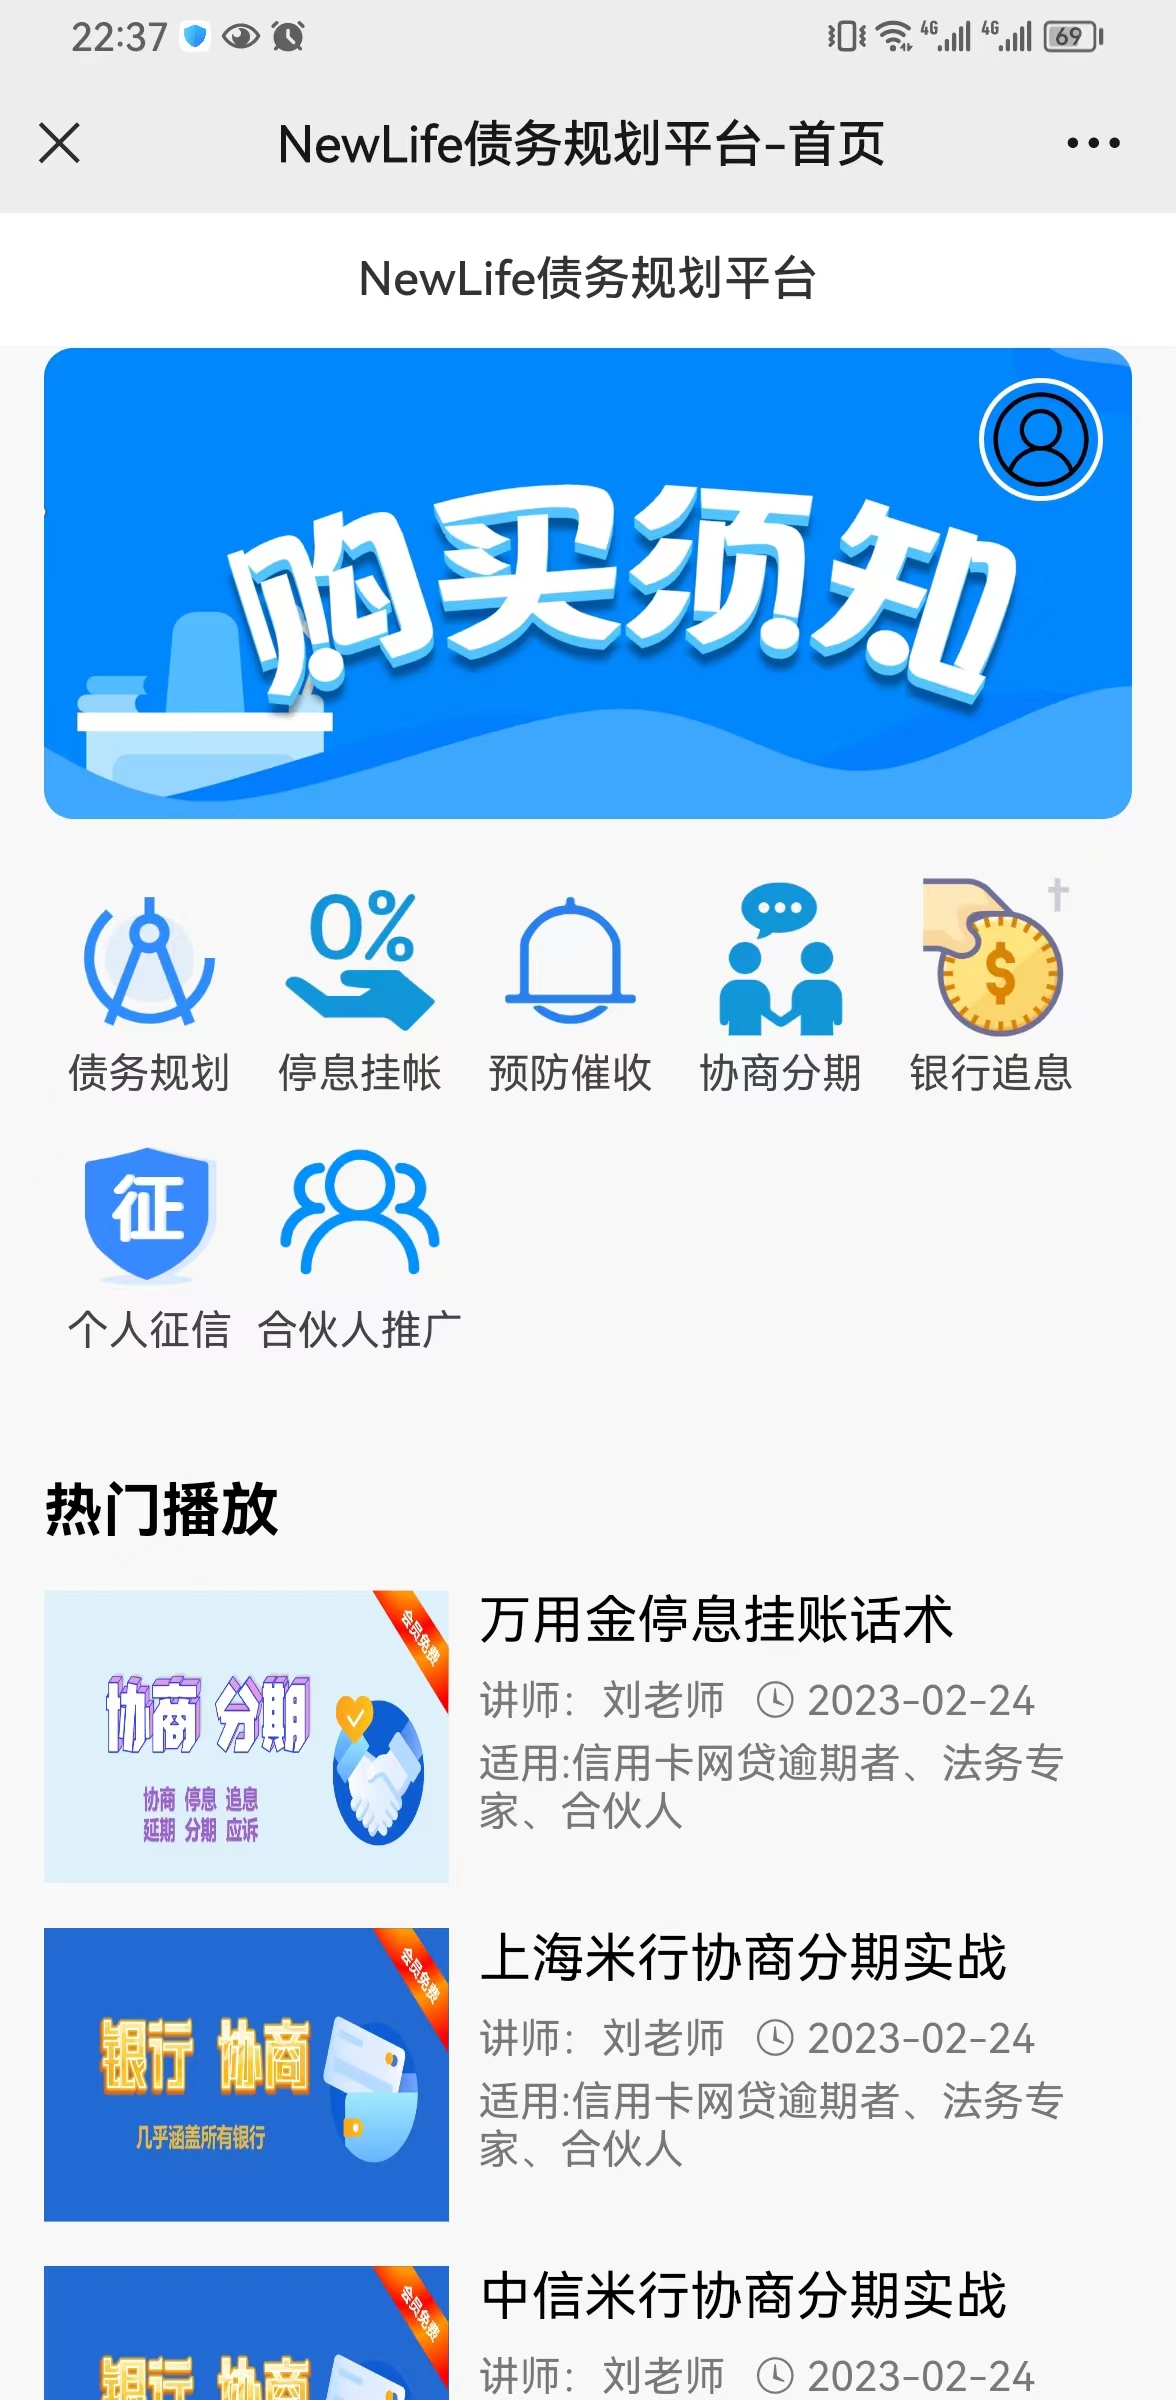 22:37
4G 4G 69
NewLife债务规划平台-首页
NewLife债务规划平台
购买须知
0%
$
债务规划 停息挂帐 预防催收 协商分期 银行追息
征
个人征信 合伙人推广
热门播放
会员免费
协商 分期
协商 停息 追息
延期 分期 应诉
万用金停息挂账话术
讲师：刘老师 2023-02-24
适用:信用卡网贷逾期者、法务专
家、合伙人
会员免费
银行 协商
几乎涵盖所有银行
上海米行协商分期实战
讲师：刘老师 2023-02-24
适用:信用卡网贷逾期者、法务专
家、合伙人
会员免费
银行 协商
中信米行协商分期实战
讲师：刘老师 2023-02-24